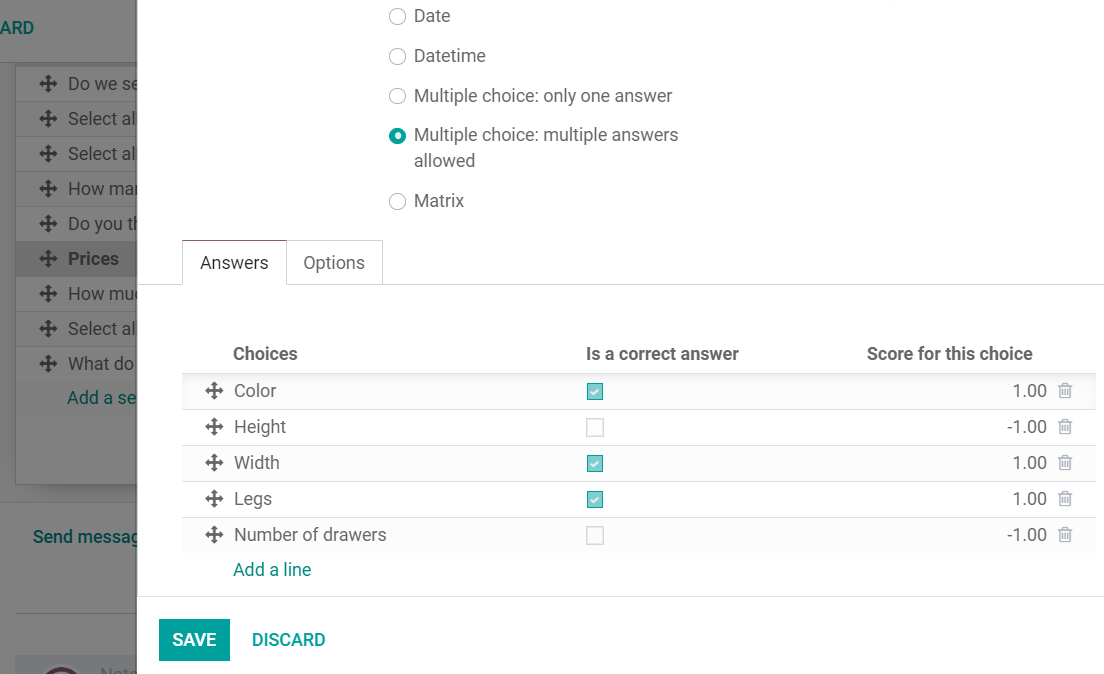 ARD
Do we se
Select al
Select al
How mar
Do you th
Prices
How muc
Select al
What do
Add a se
Send messag
Note
Date
Datetime
Multiple choice: only one answer
Multiple choice: multiple answers
allowed
Matrix
Answers Options
Choices Is a correct answer Score for this choice
Color 1.00
Height -1.00
Width 1.00
Legs 1.00
Number of drawers -1.00
Add a line
SAVE DISCARD